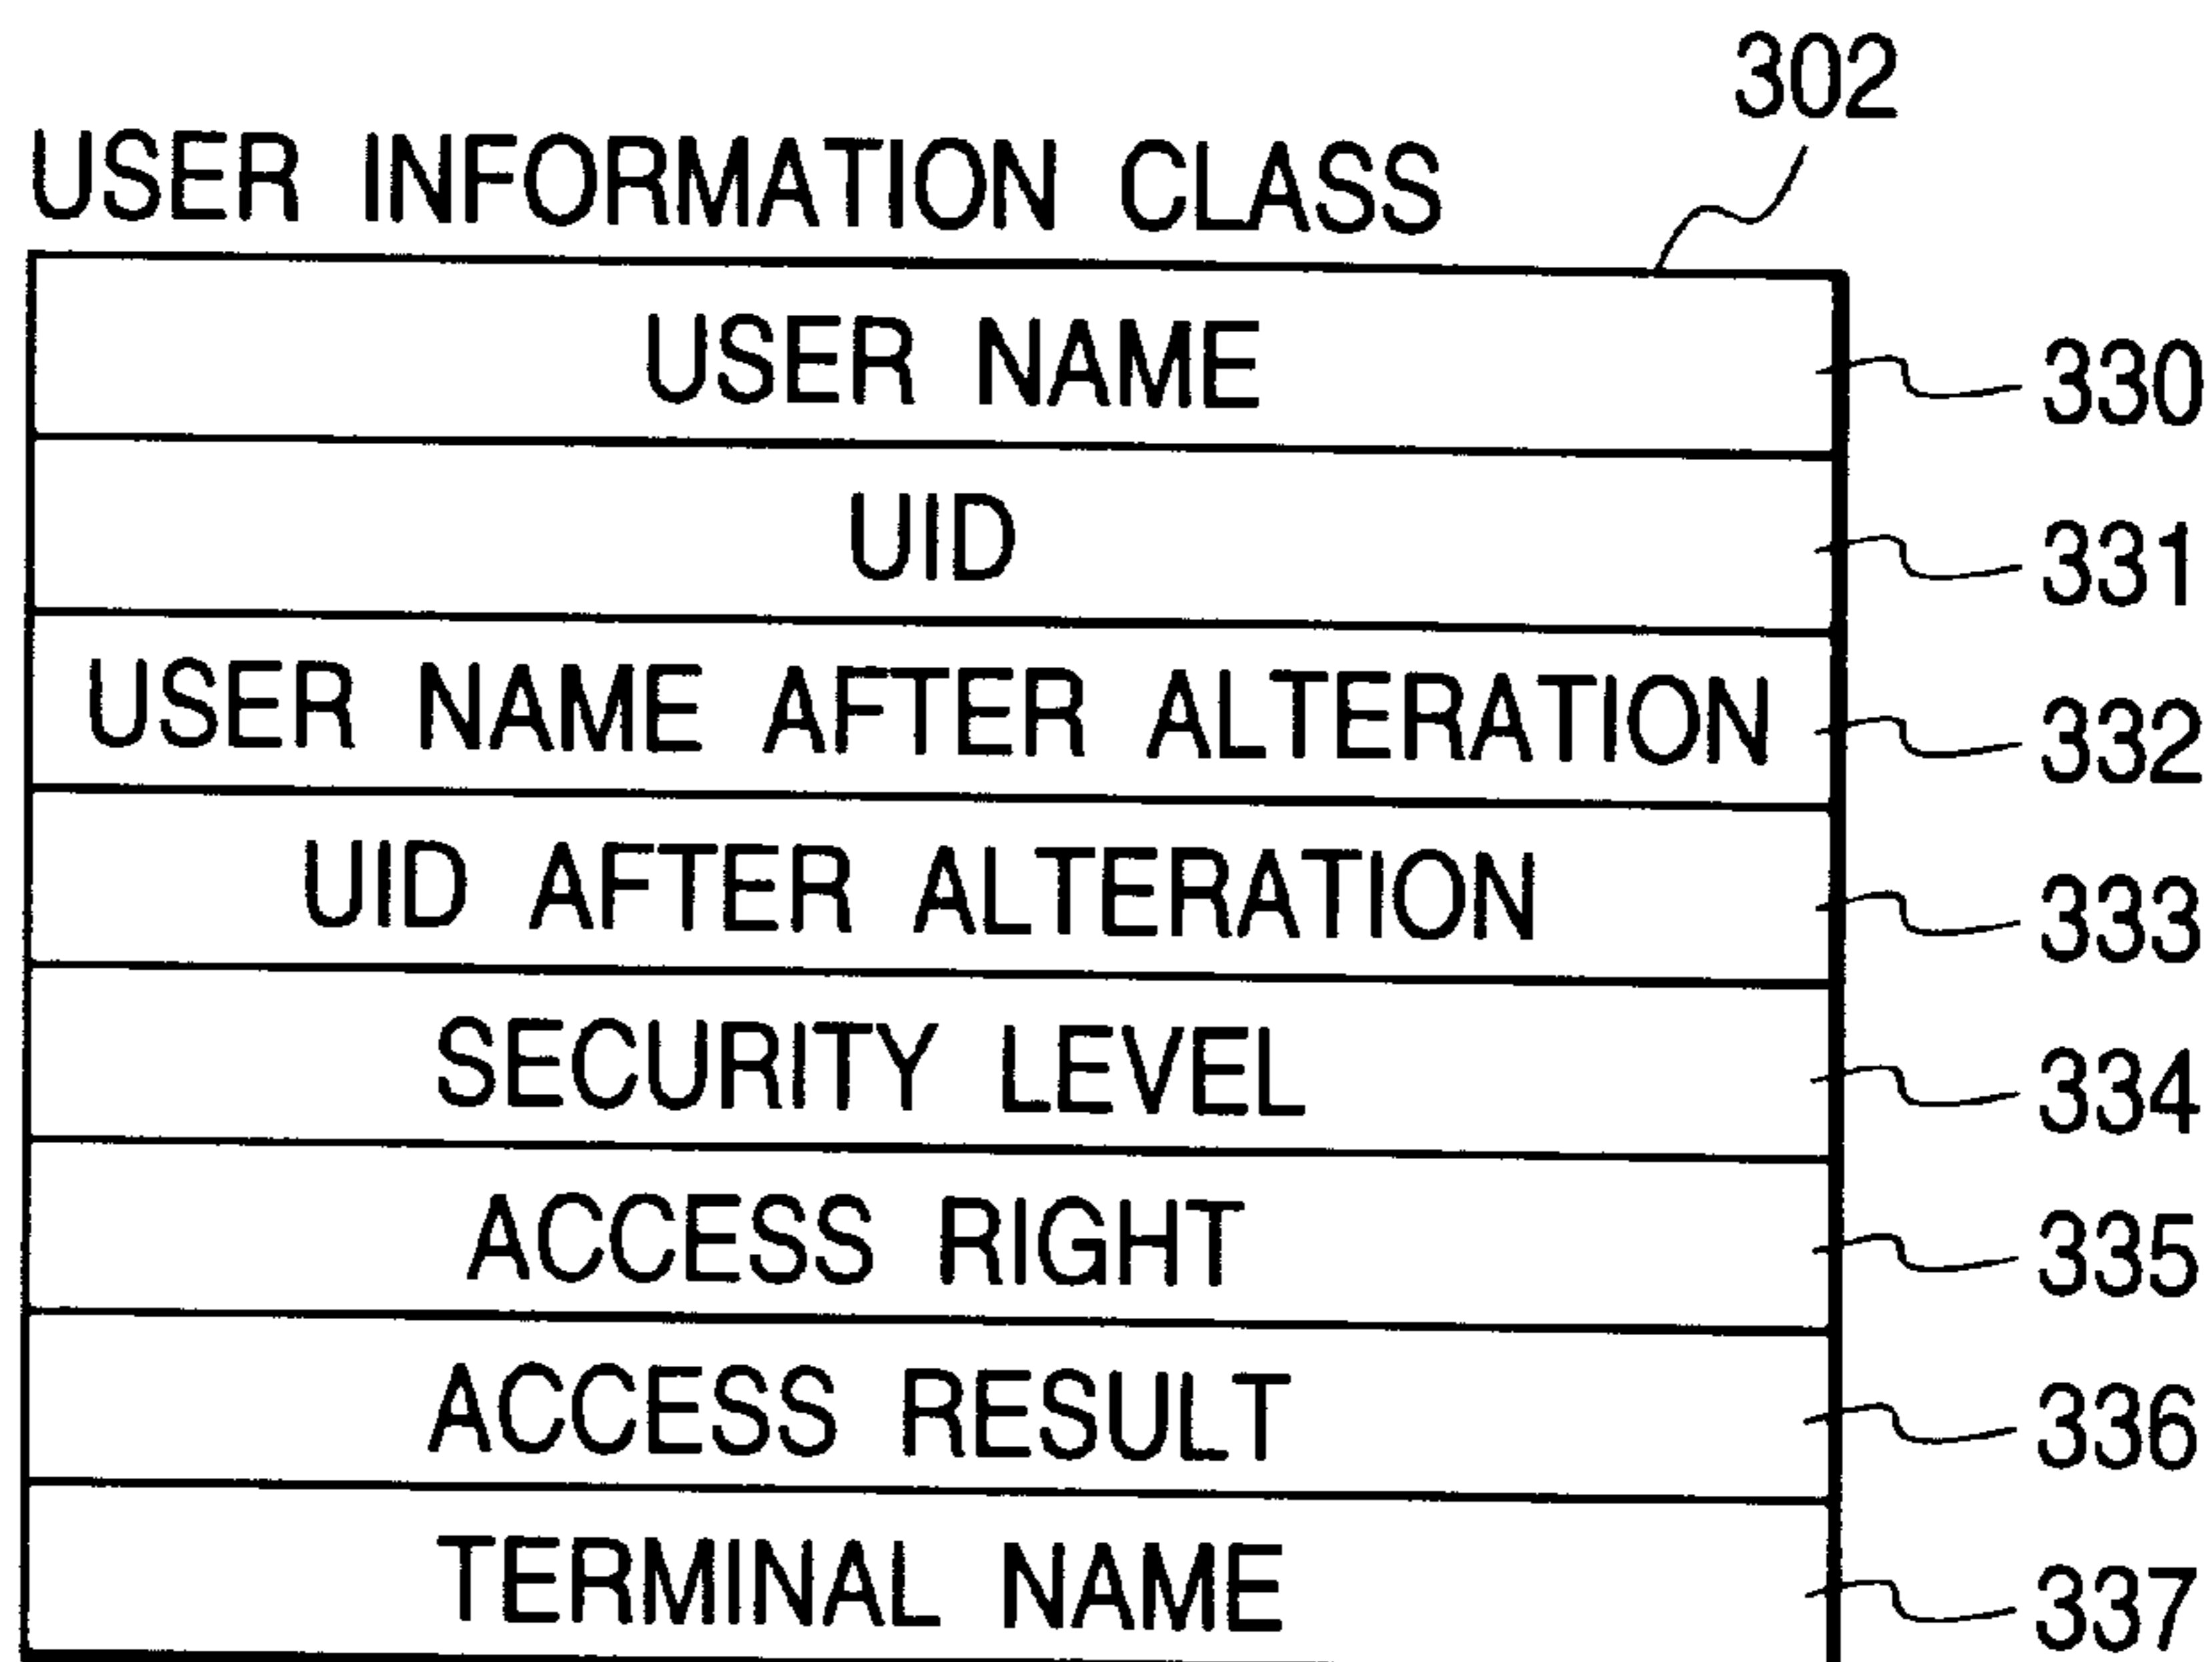 302
USER INFORMATION CLASS
USER NAME 330
UID 331
USER NAME AFTER ALTERATION 332
UID AFTER ALTERATION 333
SECURITY LEVEL 334
ACCESS RIGHT 335
ACCESS RESULT 336
TERMINAL NAME 337